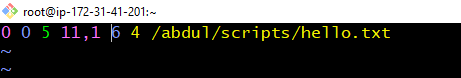 root@ip-172-31-41-201:~
0 0 5 11,1 6 4 /abdul/scripts/hello.txt
~
~